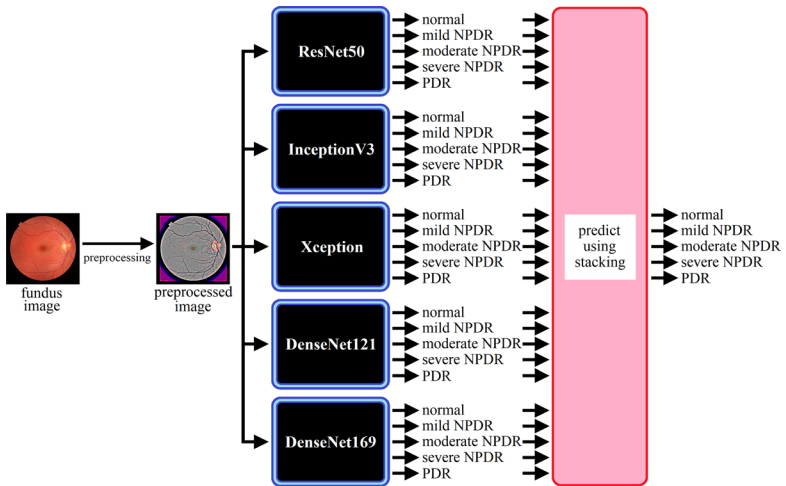 fundus
image
preprocessing
preprocessed
image
ResNet50
normal
mild NPDR
moderate NPDR
severe NPDR
PDR
InceptionV3
normal
mild NPDR
moderate NPDR
severe NPDR
PDR
Xception
normal
mild NPDR
moderate NPDR
severe NPDR
PDR
DenseNet121
normal
mild NPDR
moderate NPDR
severe NPDR
PDR
DenseNet169
normal
mild NPDR
moderate NPDR
severe NPDR
PDR
predict
using
stacking
normal
mild NPDR
moderate NPDR
severe NPDR
PDR